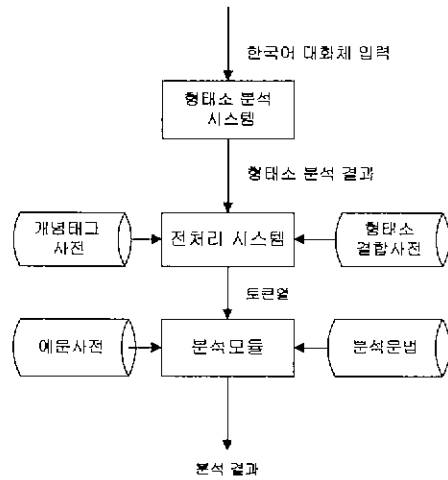 한국어 대화체 입력
형태소 분석
시스템
형태소 분석 결과
개념태그
사전
전처리 시스템
형태소
결합사전
토큰열
예문사전
분석모듈
분석문법
분석 결과